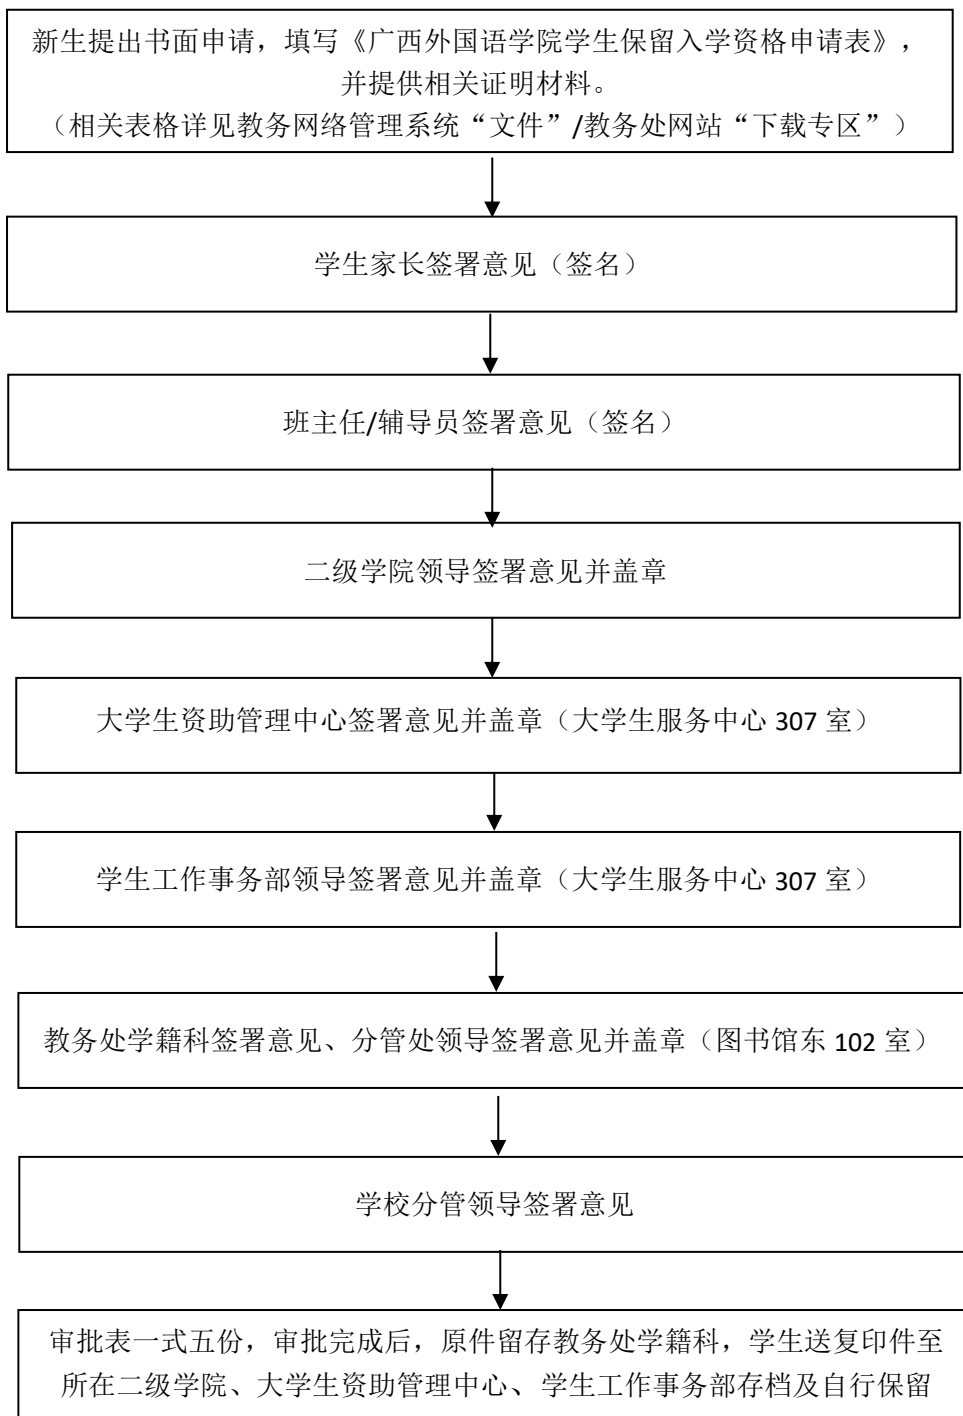 新生提出书面申请，填写《广西外国语学院学生保留入学资格申请表》，
并提供相关证明材料。
（相关表格详见教务网络管理系统“文件”/教务处网站“下载专区”）
学生家长签署意见（签名）
班主任/辅导员签署意见（签名）
二级学院领导签署意见并盖章
大学生资助管理中心签署意见并盖章（大学生服务中心 307 室）
学生工作事务部领导签署意见并盖章（大学生服务中心 307 室）
教务处学籍科签署意见、分管处领导签署意见并盖章（图书馆东 102 室）
学校分管领导签署意见
审批表一式五份，审批完成后，原件留存教务处学籍科，学生送复印件至
所在二级学院、大学生资助管理中心、学生工作事务部存档及自行保留